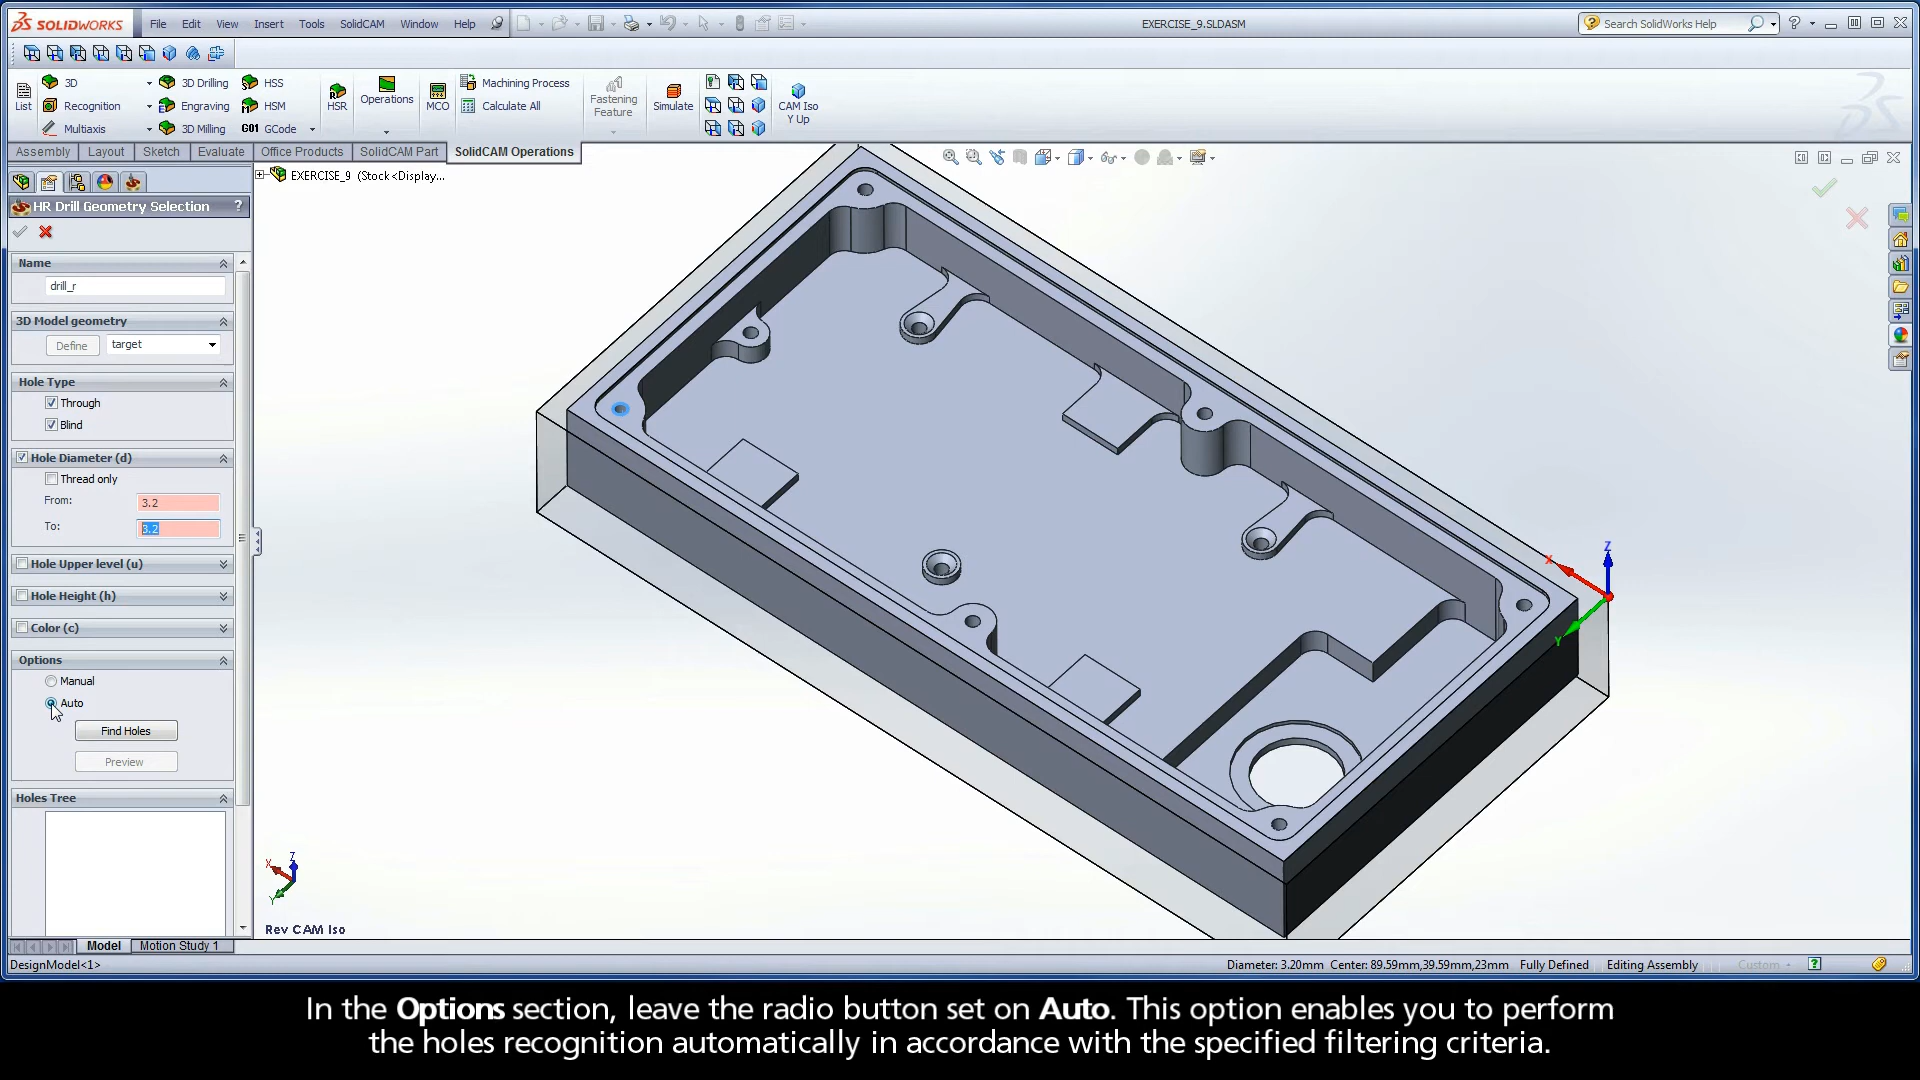 SOLIDWORKS File Edit View Insert Tools SolidCAM Window Help EXERCISE_9.SLDASM Search SolidWorks Help
List 3D 3D Drilling HSS HSR Operations MCO Machining Process Fastening Feature Simulate CAM Iso Y Up
Recognition Engraving HSM Calculate All
Multiaxis 3D Milling G01 GCode
Assembly Layout Sketch Evaluate Office Products SolidCAM Part SolidCAM Operations
EXERCISE_9 (Stock<Display...
HR Drill Geometry Selection ?
Name
drill_r
3D Model geometry
Define target
Hole Type
Through
Blind
Hole Diameter (d)
Thread only
From: 3.2
To: 3.2
Hole Upper level (u)
Hole Height (h)
Color (c)
Options
Manual
Auto
Find Holes
Preview
Holes Tree
X Y Z
X Y Z
Rev CAM Iso
Model Motion Study 1
DesignModel<1> Diameter: 3.20mm Center: 89.59mm,39.59mm,23mm Fully Defined Editing Assembly Custom
In the Options section, leave the radio button set on Auto. This option enables you to perform
the holes recognition automatically in accordance with the specified filtering criteria.